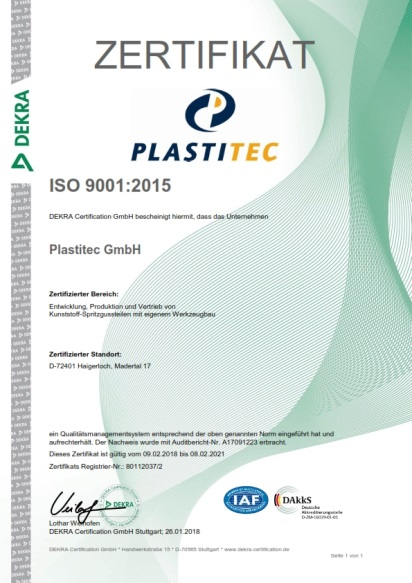 ZERTIFIKAT
DEKRA
PLASTITEC
ISO 9001:2015
DEKRA Certification GmbH bescheinigt hiermit, dass das Unternehmen
Plastitec GmbH
Zertifizierter Bereich:
Entwicklung, Produktion und Vertrieb von
Kunststoff-Spritzgussteilen mit eigenem Werkzeugbau
Zertifizierter Standort:
D-72401 Haigerloch, Madertal 17
ein Qualitätsmanagementsystem entsprechend der oben genannten Norm eingeführt hat und
aufrechterhält. Der Nachweis wurde mit Auditbericht-Nr. A17091223 erbracht.
Dieses Zertifikat ist gültig vom 09.02.2018 bis 08.02.2021
Zertifikats Registrier-Nr.: 80112037/2
DEKRA
IAF
DAkkS
Deutsche
Akkreditierungsstelle
Lothar
DEKRA Certification GmbH Stuttgart; 26.01.2018
DEKRA Certification GmbH * Handwerkstraße 15 * D-70565 Stuttgart * www.dekra-certification.de
Seite 1 von 1